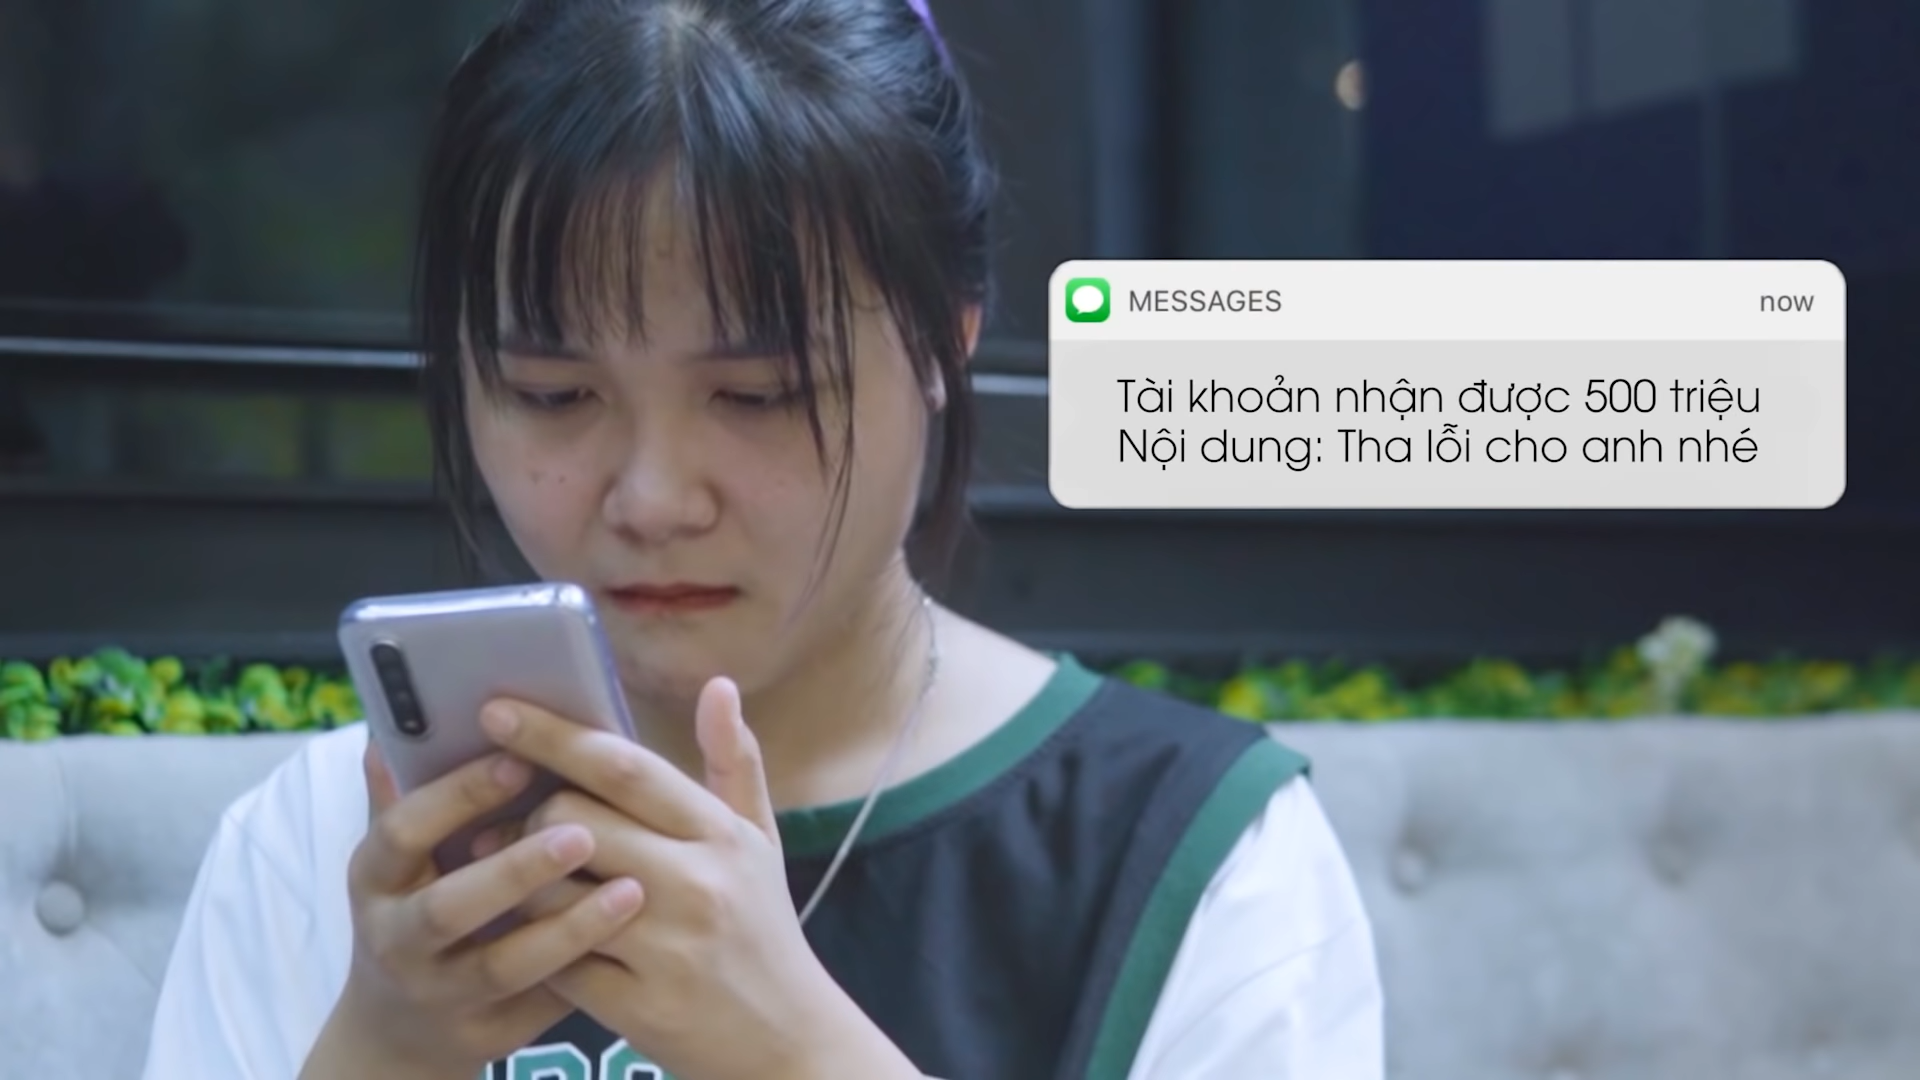 MESSAGES now
Tài khoản nhận được 500 triệu
Nội dung: Tha lỗi cho anh nhé